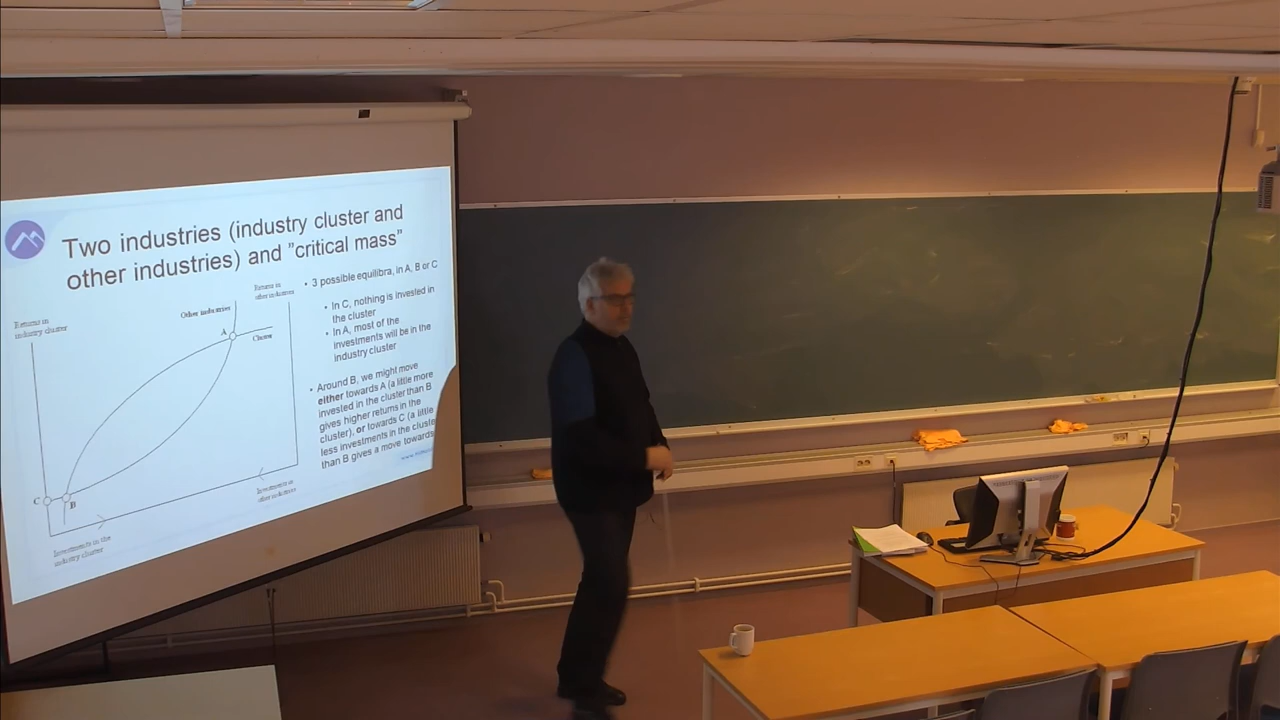 Two industries (industry cluster and
other industries) and ”critical mass”
Returns in
industry cluster
Returns in
other industries
Other industries
A
Cluster
C
B
Investments in the
industry cluster
Investments in
other industries
• 3 possible equilibra, in A, B or C
• In C, nothing is invested in
the cluster
• In A, most of the
investments will be in the
industry cluster
• Around B, we might move
either towards A (a little more
invested in the cluster than B
gives higher returns in the
cluster), or towards C (a little
less investments in the cluste
than B gives a move towards